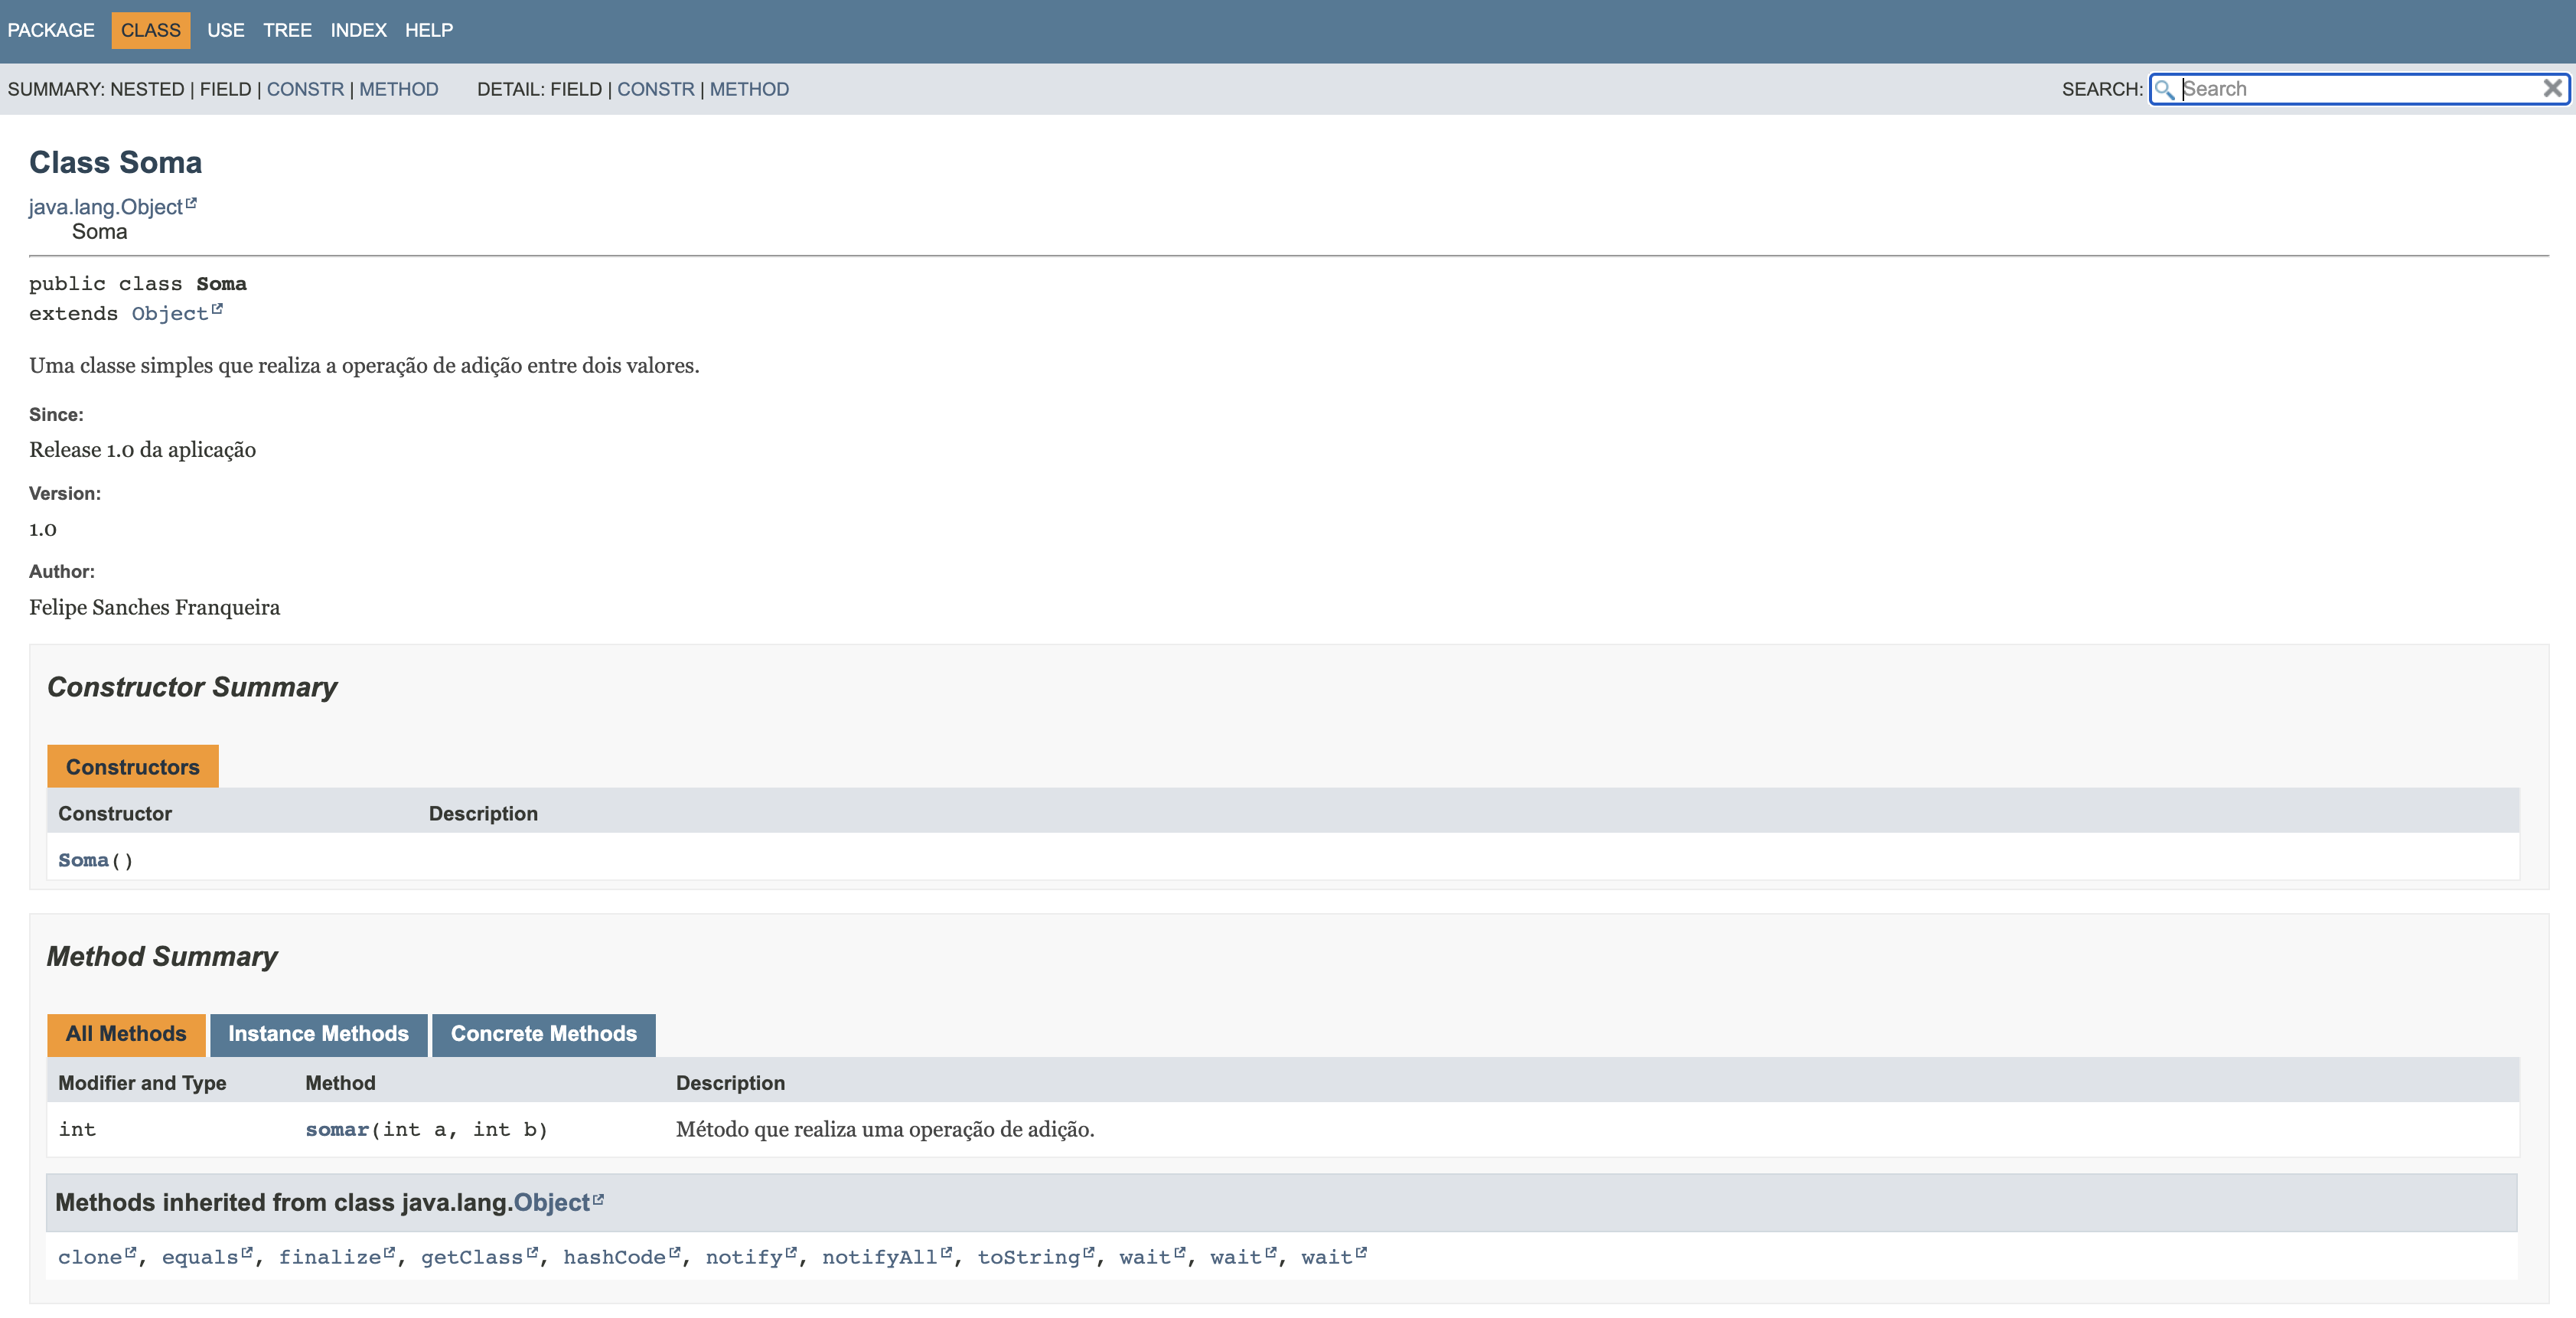 PACKAGE CLASS USE TREE INDEX HELP
SUMMARY: NESTED | FIELD | CONSTR | METHOD DETAIL: FIELD | CONSTR | METHOD SEARCH: Search
Class Soma
java.lang.Object
Soma
public class Soma
extends Object
Uma classe simples que realiza a operação de adição entre dois valores.
Since:
Release 1.0 da aplicação
Version:
1.0
Author:
Felipe Sanches Franqueira
Constructor Summary
Constructors
Constructor Description
Soma()
Method Summary
All Methods Instance Methods Concrete Methods
Modifier and Type Method Description
int somar(int a, int b) Método que realiza uma operação de adição.
Methods inherited from class java.lang.Object
clone, equals, finalize, getClass, hashCode, notify, notifyAll, toString, wait, wait, wait